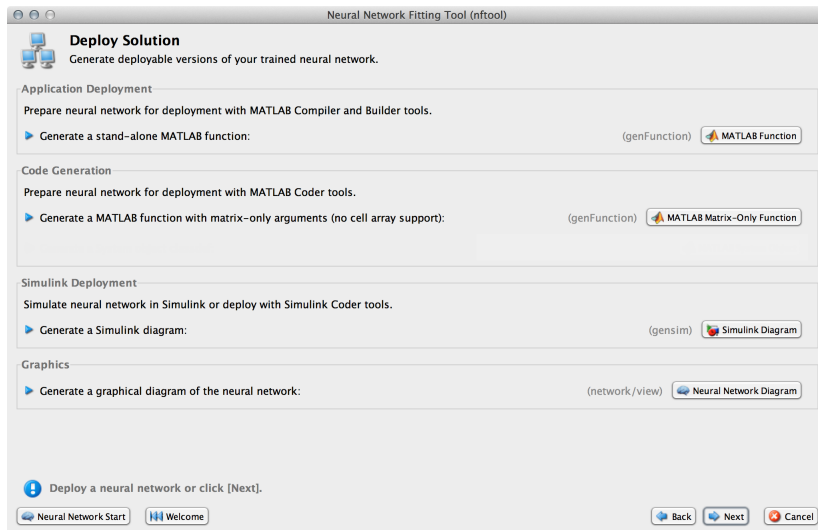 Neural Network Fitting Tool (nftool)
Deploy Solution
Generate deployable versions of your trained neural network.
Application Deployment
Prepare neural network for deployment with MATLAB Compiler and Builder tools.
Generate a stand-alone MATLAB function: (genFunction) MATLAB Function
Code Generation
Prepare neural network for deployment with MATLAB Coder tools.
Generate a MATLAB function with matrix-only arguments (no cell array support): (genFunction) MATLAB Matrix-Only Function
Simulink Deployment
Simulate neural network in Simulink or deploy with Simulink Coder tools.
Generate a Simulink diagram: (gensim) Simulink Diagram
Graphics
Generate a graphical diagram of the neural network: (network/view) Neural Network Diagram
Deploy a neural network or click [Next].
Neural Network Start Welcome Back Next Cancel